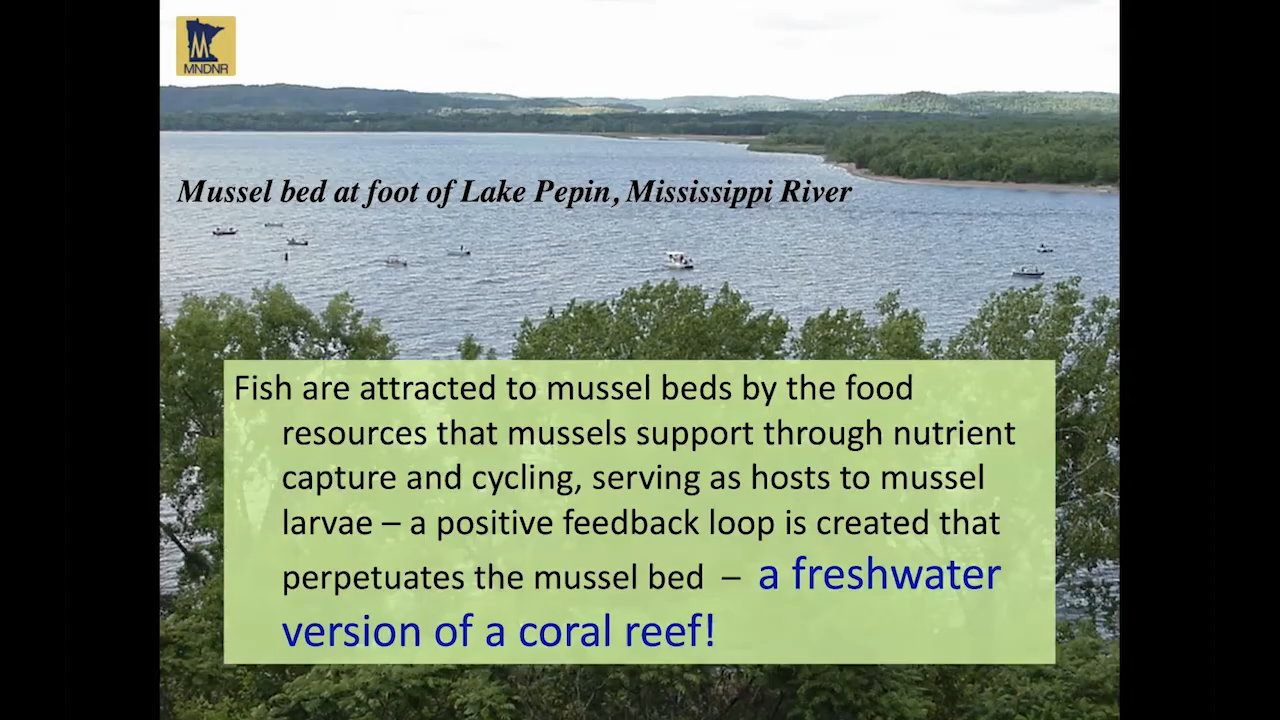 M
MNDNR
Mussel bed at foot of Lake Pepin, Mississippi River
Fish are attracted to mussel beds by the food
resources that mussels support through nutrient
capture and cycling, serving as hosts to mussel
larvae – a positive feedback loop is created that
perpetuates the mussel bed – a freshwater
version of a coral reef!